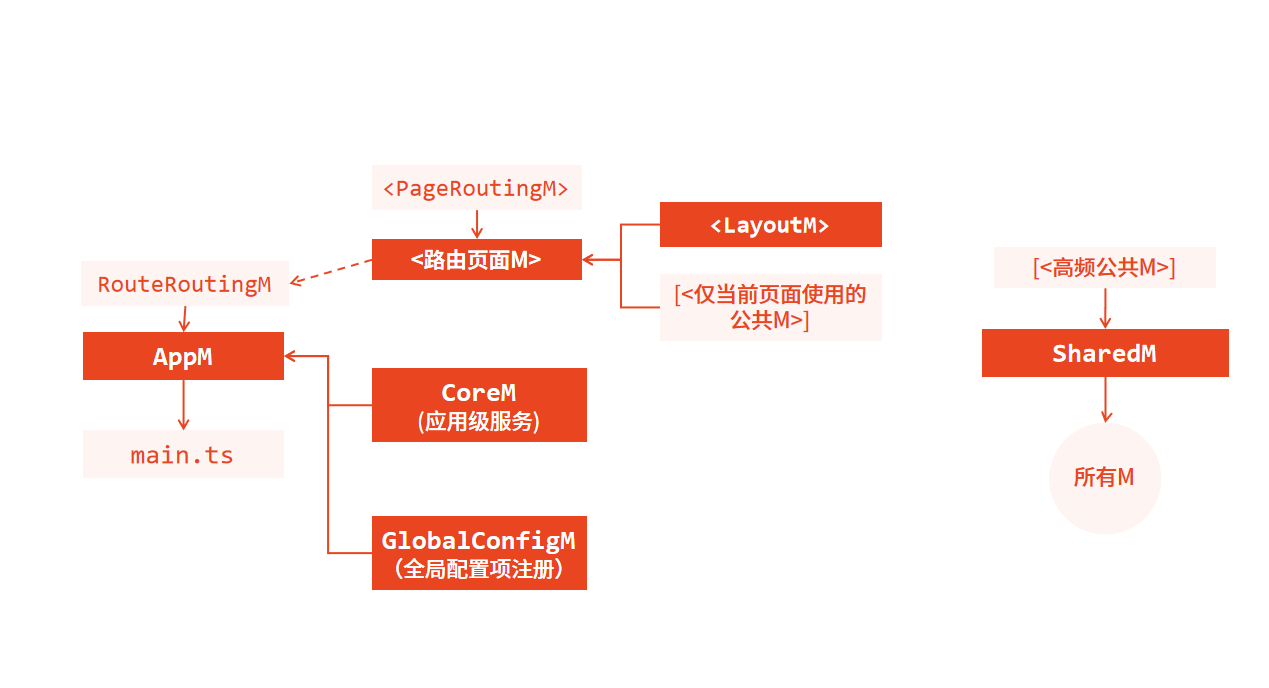 <PageRoutingM>
<路由页面M>
<LayoutM>
[<仅当前页面使用的
公共M>]
RouteRoutingM
AppM
main.ts
CoreM
(应用级服务)
GlobalConfigM
（全局配置项注册）
[<高频公共M>]
SharedM
所有M